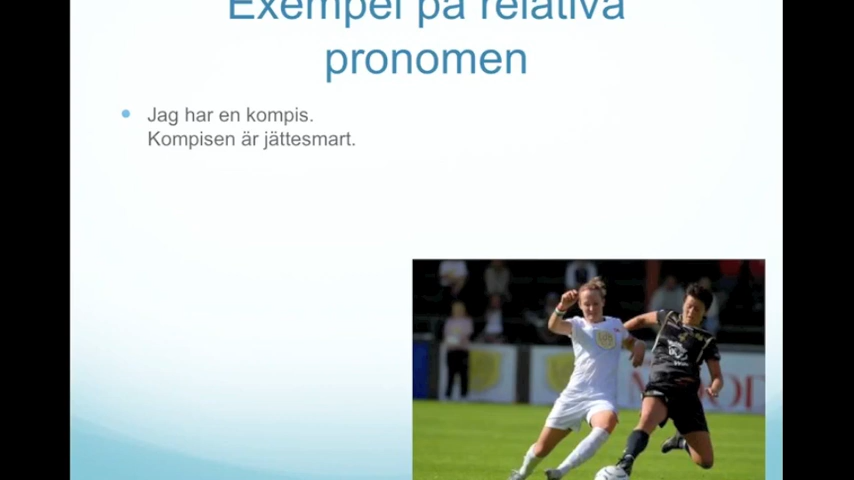 Exempel på relativa
pronomen
Jag har en kompis.
Kompisen är jättesmart.